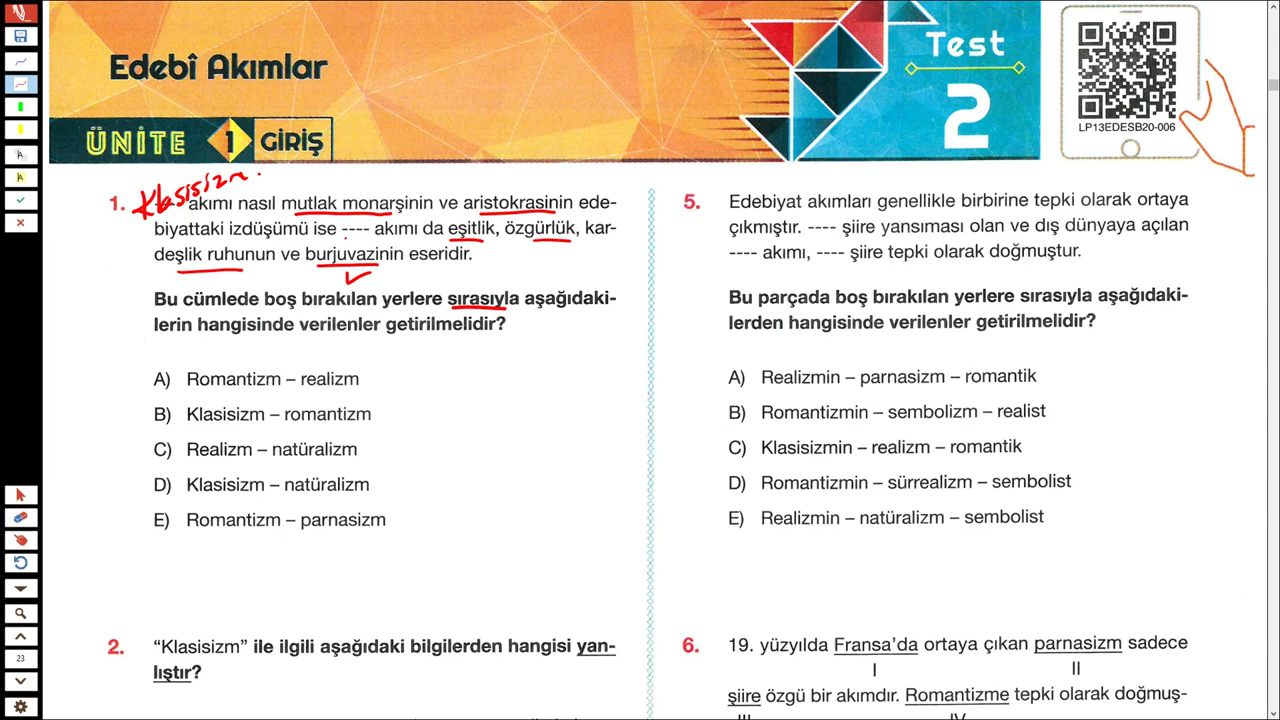 Edebî Akımlar
ÜNİTE 1 GİRİŞ
Test
2
LP13EDESB20-006
Klasisizm.
1. akımı nasıl mutlak monarşinin ve aristokrasinin ede-
biyattaki izdüşümü ise ---- akımı da eşitlik, özgürlük, kar-
deşlik ruhunun ve burjuvazinin eseridir.
Bu cümlede boş bırakılan yerlere sırasıyla aşağıdaki-
lerin hangisinde verilenler getirilmelidir?
A) Romantizm – realizm
B) Klasisizm – romantizm
C) Realizm – natüralizm
D) Klasisizm – natüralizm
E) Romantizm – parnasizm
2. “Klasisizm” ile ilgili aşağıdaki bilgilerden hangisi yan-
lıştır?
5. Edebiyat akımları genellikle birbirine tepki olarak ortaya
çıkmıştır. ---- şiire yansıması olan ve dış dünyaya açılan
---- akımı, ---- şiire tepki olarak doğmuştur.
Bu parçada boş bırakılan yerlere sırasıyla aşağıdaki-
lerden hangisinde verilenler getirilmelidir?
A) Realizmin – parnasizm – romantik
B) Romantizmin – sembolizm – realist
C) Klasisizmin – realizm – romantik
D) Romantizmin – sürrealizm – sembolist
E) Realizmin – natüralizm – sembolist
6. 19. yüzyılda Fransa’da ortaya çıkan parnasizm sadece
I II
şiire özgü bir akımdır. Romantizme tepki olarak doğmuş-
III IV
23